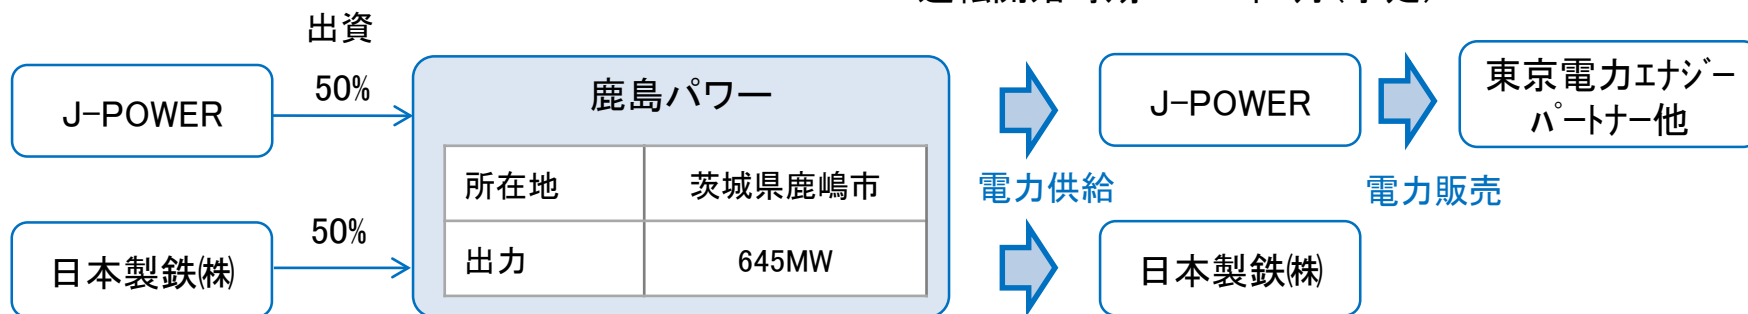 出資
J-POWER
50%
鹿島パワー
所在地 茨城県鹿嶋市
出力 645MW
日本製鉄㈱
50%
電力供給
J-POWER
日本製鉄㈱
電力販売
東京電力エナジー
パートナー他